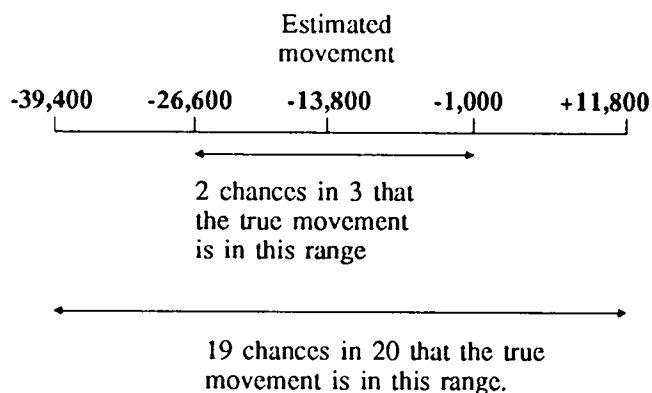 Estimated
movement
-39,400 -26,600 -13,800 -1,000 +11,800
2 chances in 3 that
the true movement
is in this range
19 chances in 20 that the true
movement is in this range.